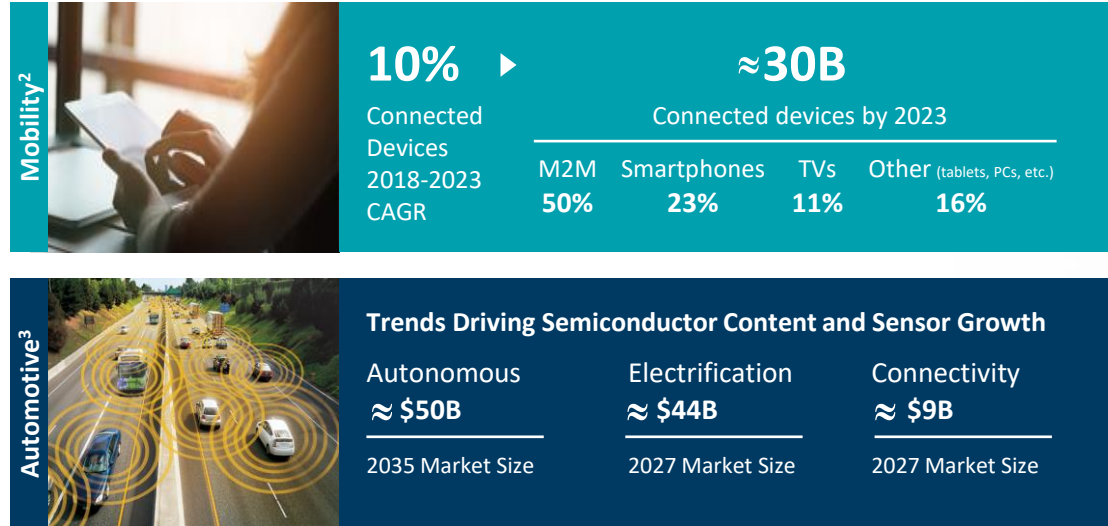 Mobility²
10%
Connected
Devices
2018-2023
CAGR
≈30B
Connected devices by 2023
M2M Smartphones TVs Other (tablets, PCs, etc.)
50% 23% 11% 16%
Automotive³
Trends Driving Semiconductor Content and Sensor Growth
Autonomous Electrification Connectivity
≈ $50B ≈ $44B ≈ $9B
2035 Market Size 2027 Market Size 2027 Market Size